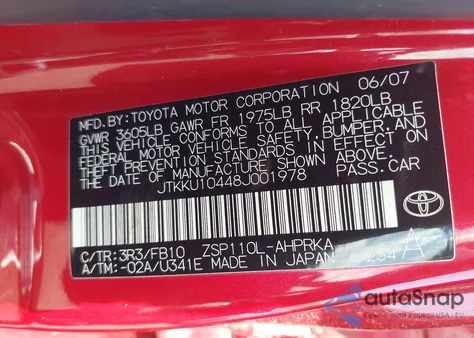 MFD.BY:TOYOTA MOTOR CORPORATION 06/07
GVWR 3605LB GAWR FR 1975LB RR 1820LB
THIS VEHICLE CONFORMS TO ALL APPLICABLE
FEDERAL MOTOR VEHICLE SAFETY,BUMPER,AND
THEFT PREVENTION STANDARDS IN EFFECT ON
THE DATE OF MANUFACTURE SHOWN ABOVE.
JTKKU10448J001978 PASS.CAR
C/TR:3R3/FB10 ZSP110L-AHPRKA
A/TM:-02A/U341E MADE IN JAPAN 234 A
TOYOTA
autoSnap